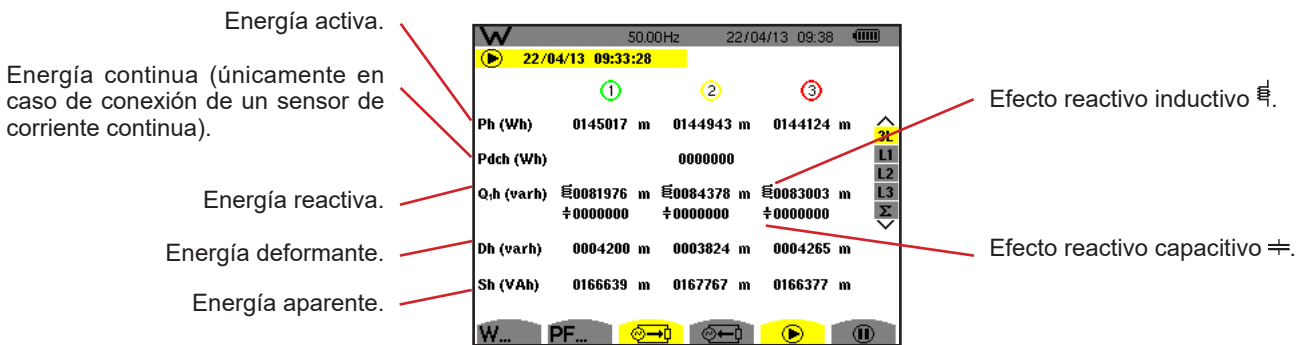 Energía activa.
Energía continua (únicamente en
caso de conexión de un sensor de
corriente continua).
Energía reactiva.
Energía deformante.
Energía aparente.
W 50.00Hz 22/04/13 09:38
22/04/13 09:33:28
1 2 3
Ph (Wh) 0145017 m 0144943 m 0144124 m
Pdch (Wh) 0000000
Q₁h (varh) 0081976 m 0084378 m 0083003 m
0000000 0000000 0000000
Dh (varh) 0004200 m 0003824 m 0004265 m
Sh (VAh) 0166639 m 0167767 m 0166377 m
3L
L1
L2
L3
Σ
W... PF...
Efecto reactivo inductivo .
Efecto reactivo capacitivo .